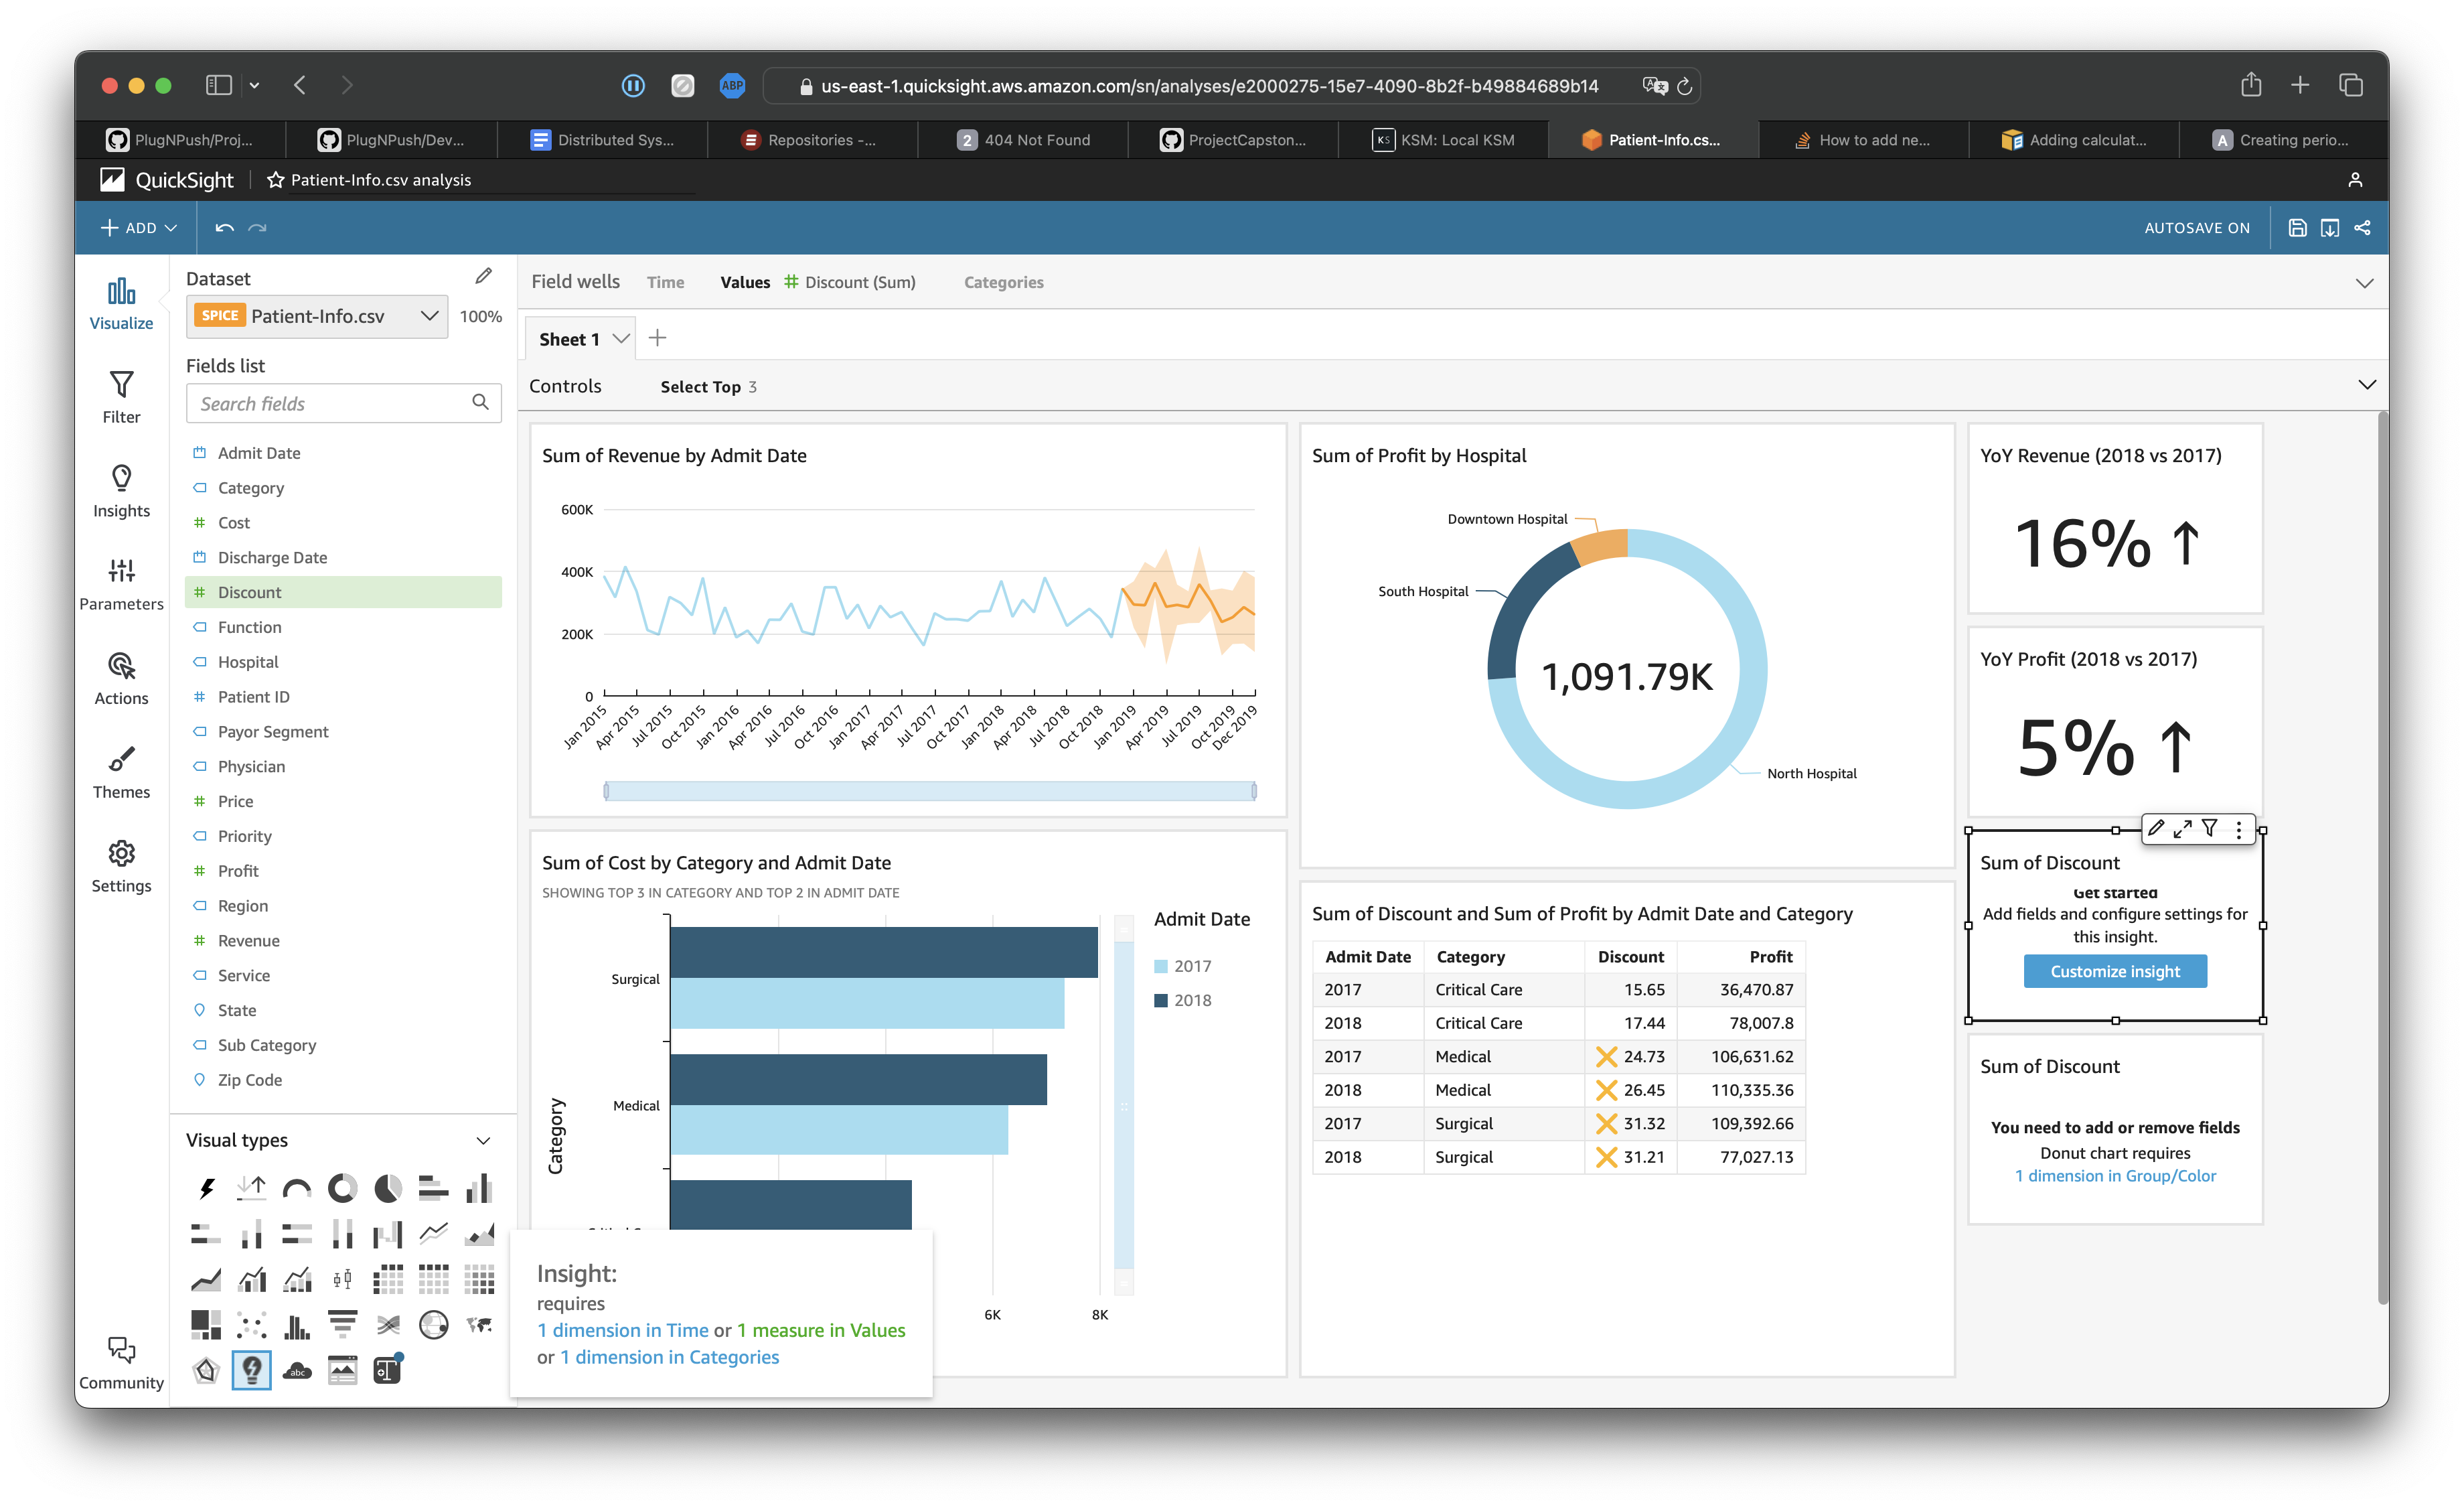 ABP
us-east-1.quicksight.aws.amazon.com/sn/analyses/e2000275-15e7-4090-8b2f-b49884689b14
PlugNPush/Proj...
PlugNPush/Dev...
Distributed Sys...
Repositories -...
2 404 Not Found
ProjectCapston...
KS KSM: Local KSM
Patient-Info.cs...
How to add ne...
Adding calculat...
A Creating perio...
QuickSight
Patient-Info.csv analysis
ADD
AUTOSAVE ON
Visualize
Filter
Insights
Parameters
Actions
Themes
Settings
Community
Dataset
SPICE Patient-Info.csv 100%
Fields list
Search fields
Admit Date
Category
Cost
Discharge Date
Discount
Function
Hospital
Patient ID
Payor Segment
Physician
Price
Priority
Profit
Region
Revenue
Service
State
Sub Category
Zip Code
Visual types
abc
Field wells Time Values Discount (Sum) Categories
Sheet 1
Controls Select Top 3
Sum of Revenue by Admit Date
600K
400K
200K
0
Jan 2015 Apr 2015 Jul 2015 Oct 2015 Jan 2016 Apr 2016 Jul 2016 Oct 2016 Jan 2017 Apr 2017 Jul 2017 Oct 2017 Jan 2018 Apr 2018 Jul 2018 Oct 2018 Jan 2019 Apr 2019 Jul 2019 Oct 2019 Dec 2019
Sum of Profit by Hospital
Downtown Hospital
South Hospital
1,091.79K
North Hospital
YoY Revenue (2018 vs 2017)
16% ↑
YoY Profit (2018 vs 2017)
5% ↑
Sum of Cost by Category and Admit Date
SHOWING TOP 3 IN CATEGORY AND TOP 2 IN ADMIT DATE
Category
Surgical
Medical
6K
8K
Admit Date
2017
2018
Insight:
requires
1 dimension in Time or 1 measure in Values
or 1 dimension in Categories
Sum of Discount and Sum of Profit by Admit Date and Category
Admit Date Category Discount Profit
2017 Critical Care 15.65 36,470.87
2018 Critical Care 17.44 78,007.8
2017 Medical 24.73 106,631.62
2018 Medical 26.45 110,335.36
2017 Surgical 31.32 109,392.66
2018 Surgical 31.21 77,027.13
Sum of Discount
Get started
Add fields and configure settings for
this insight.
Customize insight
Sum of Discount
You need to add or remove fields
Donut chart requires
1 dimension in Group/Color